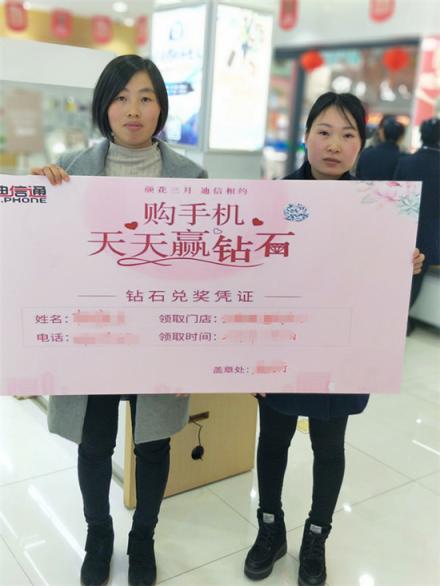 颜花三月 迪信相约
迪信通
.PHONE
购手机
天天赢钻石
钻石兑奖凭证
姓名：
领取门店：
电话：
领取时间：
盖章处：